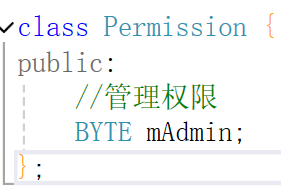 class Permission {
public:
//管理权限
BYTE mAdmin;
};